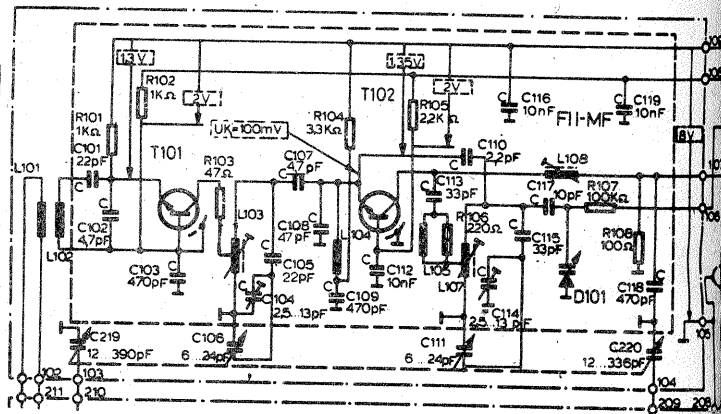 1,3V
1,35V
R102
1KΩ
2V
T102
2V
R101
1KΩ
C101
22pF
T101
UK=100mV
R104
3,3KΩ
R105
2,2KΩ
C116
10nF
FIF-MF
C119
10nF
8V
L101
R103
47Ω
C107
4,7pF
C110
2,2pF
L108
C102
4,7pF
L102
L103
C108
47pF
L104
C113
33pF
C117
10pF
R107
100KΩ
R106
220Ω
C103
470pF
C105
22pF
C104
2,5...13pF
C109
470pF
C112
10nF
L105
L107
C115
33pF
R108
100Ω
C114
2,5...13pF
D101
C118
470pF
C219
12...390pF
C106
6...24pF
C111
6...24pF
C220
12...336pF
105
102
103
104
211
210
209
208